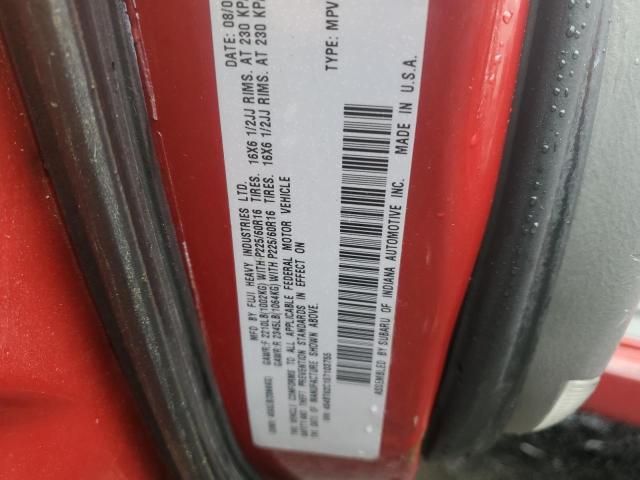 MFD BY FUJI HEAVY INDUSTRIES LTD. DATE: 08/0
GAWR:F 2210LB(1002KG) WITH P225/60R16 TIRES. 16X6 1/2JJ RIMS. AT 230 KP
GAWR:R 2345LB(1064KG) WITH P225/60R16 TIRES. 16X6 1/2JJ RIMS. AT 230 KP
THIS VEHICLE CONFORMS TO ALL APPLICABLE FEDERAL MOTOR VEHICLE
SAFETY AND THEFT PREVENTION STANDARDS IN EFFECT ON
THE DATE OF MANUFACTURE SHOWN ABOVE.
TYPE: MPV
ASSEMBLED BY SUBARU OF INDIANA AUTOMOTIVE INC. MADE IN U.S.A.